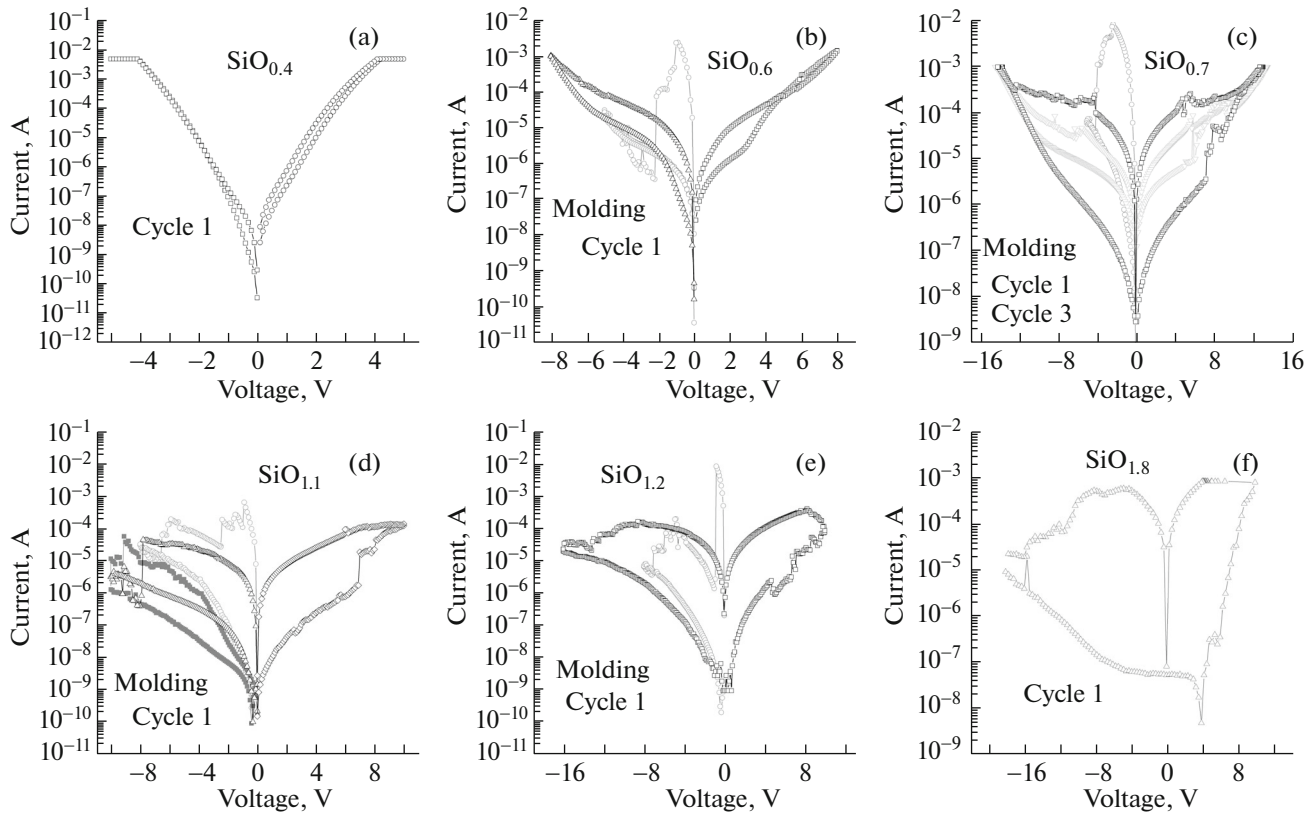 (a)
SiO0.4
Cycle 1
Current, A
10–1
10–2
10–3
10–4
10–5
10–6
10–7
10–8
10–9
10–10
10–11
10–12
–4 –2 0 2 4
Voltage, V
(b)
SiO0.6
Molding
Cycle 1
Current, A
10–1
10–2
10–3
10–4
10–5
10–6
10–7
10–8
10–9
10–10
10–11
–8 –6 –4 –2 0 2 4 6 8
Voltage, V
(c)
SiO0.7
Molding
Cycle 1
Cycle 3
Current, A
10–2
10–3
10–4
10–5
10–6
10–7
10–8
10–9
–16 –8 0 8 16
Voltage, V
(d)
SiO1.1
Molding
Cycle 1
Current, A
10–1
10–2
10–3
10–4
10–5
10–6
10–7
10–8
10–9
10–10
10–11
–8 –4 0 4 8
Voltage, V
(e)
SiO1.2
Molding
Cycle 1
Current, A
10–1
10–2
10–3
10–4
10–5
10–6
10–7
10–8
10–9
10–10
10–11
–16 –8 0 8
Voltage, V
(f)
SiO1.8
Cycle 1
Current, A
10–2
10–3
10–4
10–5
10–6
10–7
10–8
10–9
–16 –8 0 8
Voltage, V